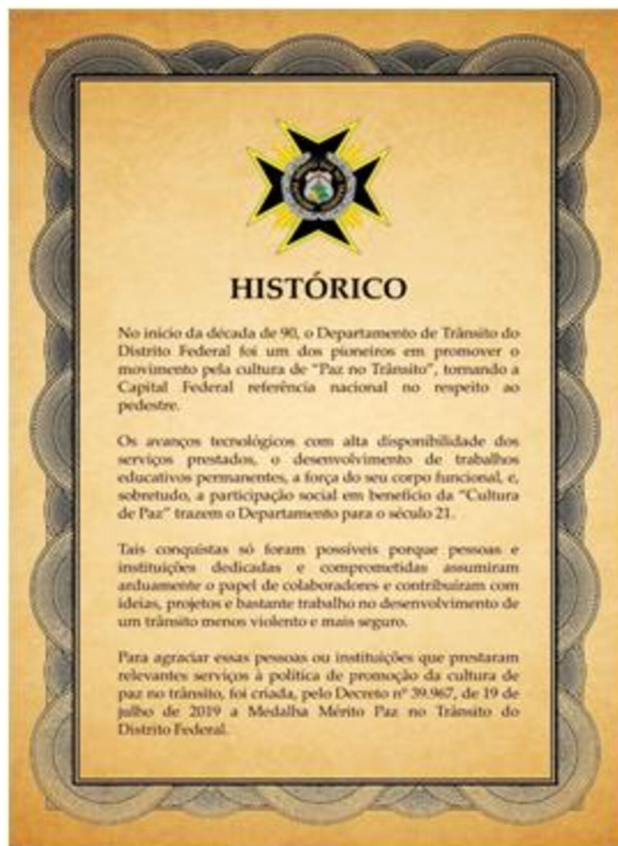 HISTÓRICO
No início da década de 90, o Departamento de Trânsito do
Distrito Federal foi um dos pioneiros em promover o
movimento pela cultura de “Paz no Trânsito”, tornando a
Capital Federal referência nacional no respeito ao
pedestre.
Os avanços tecnológicos com alta disponibilidade dos
serviços prestados, o desenvolvimento de trabalhos
educativos permanentes, a força do seu corpo funcional, e,
sobretudo, a participação social em benefício da “Cultura
de Paz” trazem o Departamento para o século 21.
Tais conquistas só foram possíveis porque pessoas e
instituições dedicadas e comprometidas assumiram
arduamente o papel de colaboradores e contribuíram com
ideias, projetos e bastante trabalho no desenvolvimento de
um trânsito menos violento e mais seguro.
Para agraciar essas pessoas ou instituições que prestaram
relevantes serviços à política de promoção da cultura de
paz no trânsito, foi criada, pelo Decreto nº 39.967, de 19 de
julho de 2019 a Medalha Mérito Paz no Trânsito do
Distrito Federal.